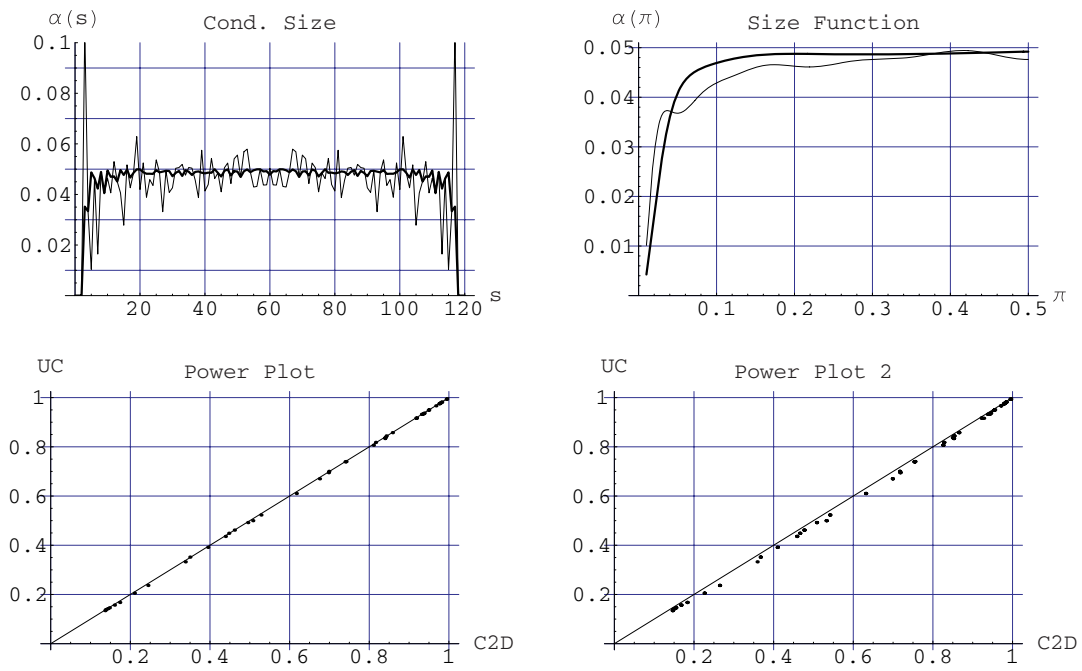 α(s)
Cond. Size
0.1
0.08
0.06
0.04
0.02
20 40 60 80 100 120
s
α(π)
Size Function
0.05
0.04
0.03
0.02
0.01
0.1 0.2 0.3 0.4 0.5
π
UC
Power Plot
1
0.8
0.6
0.4
0.2
0.2 0.4 0.6 0.8 1
C2D
UC
Power Plot 2
1
0.8
0.6
0.4
0.2
0.2 0.4 0.6 0.8 1
C2D